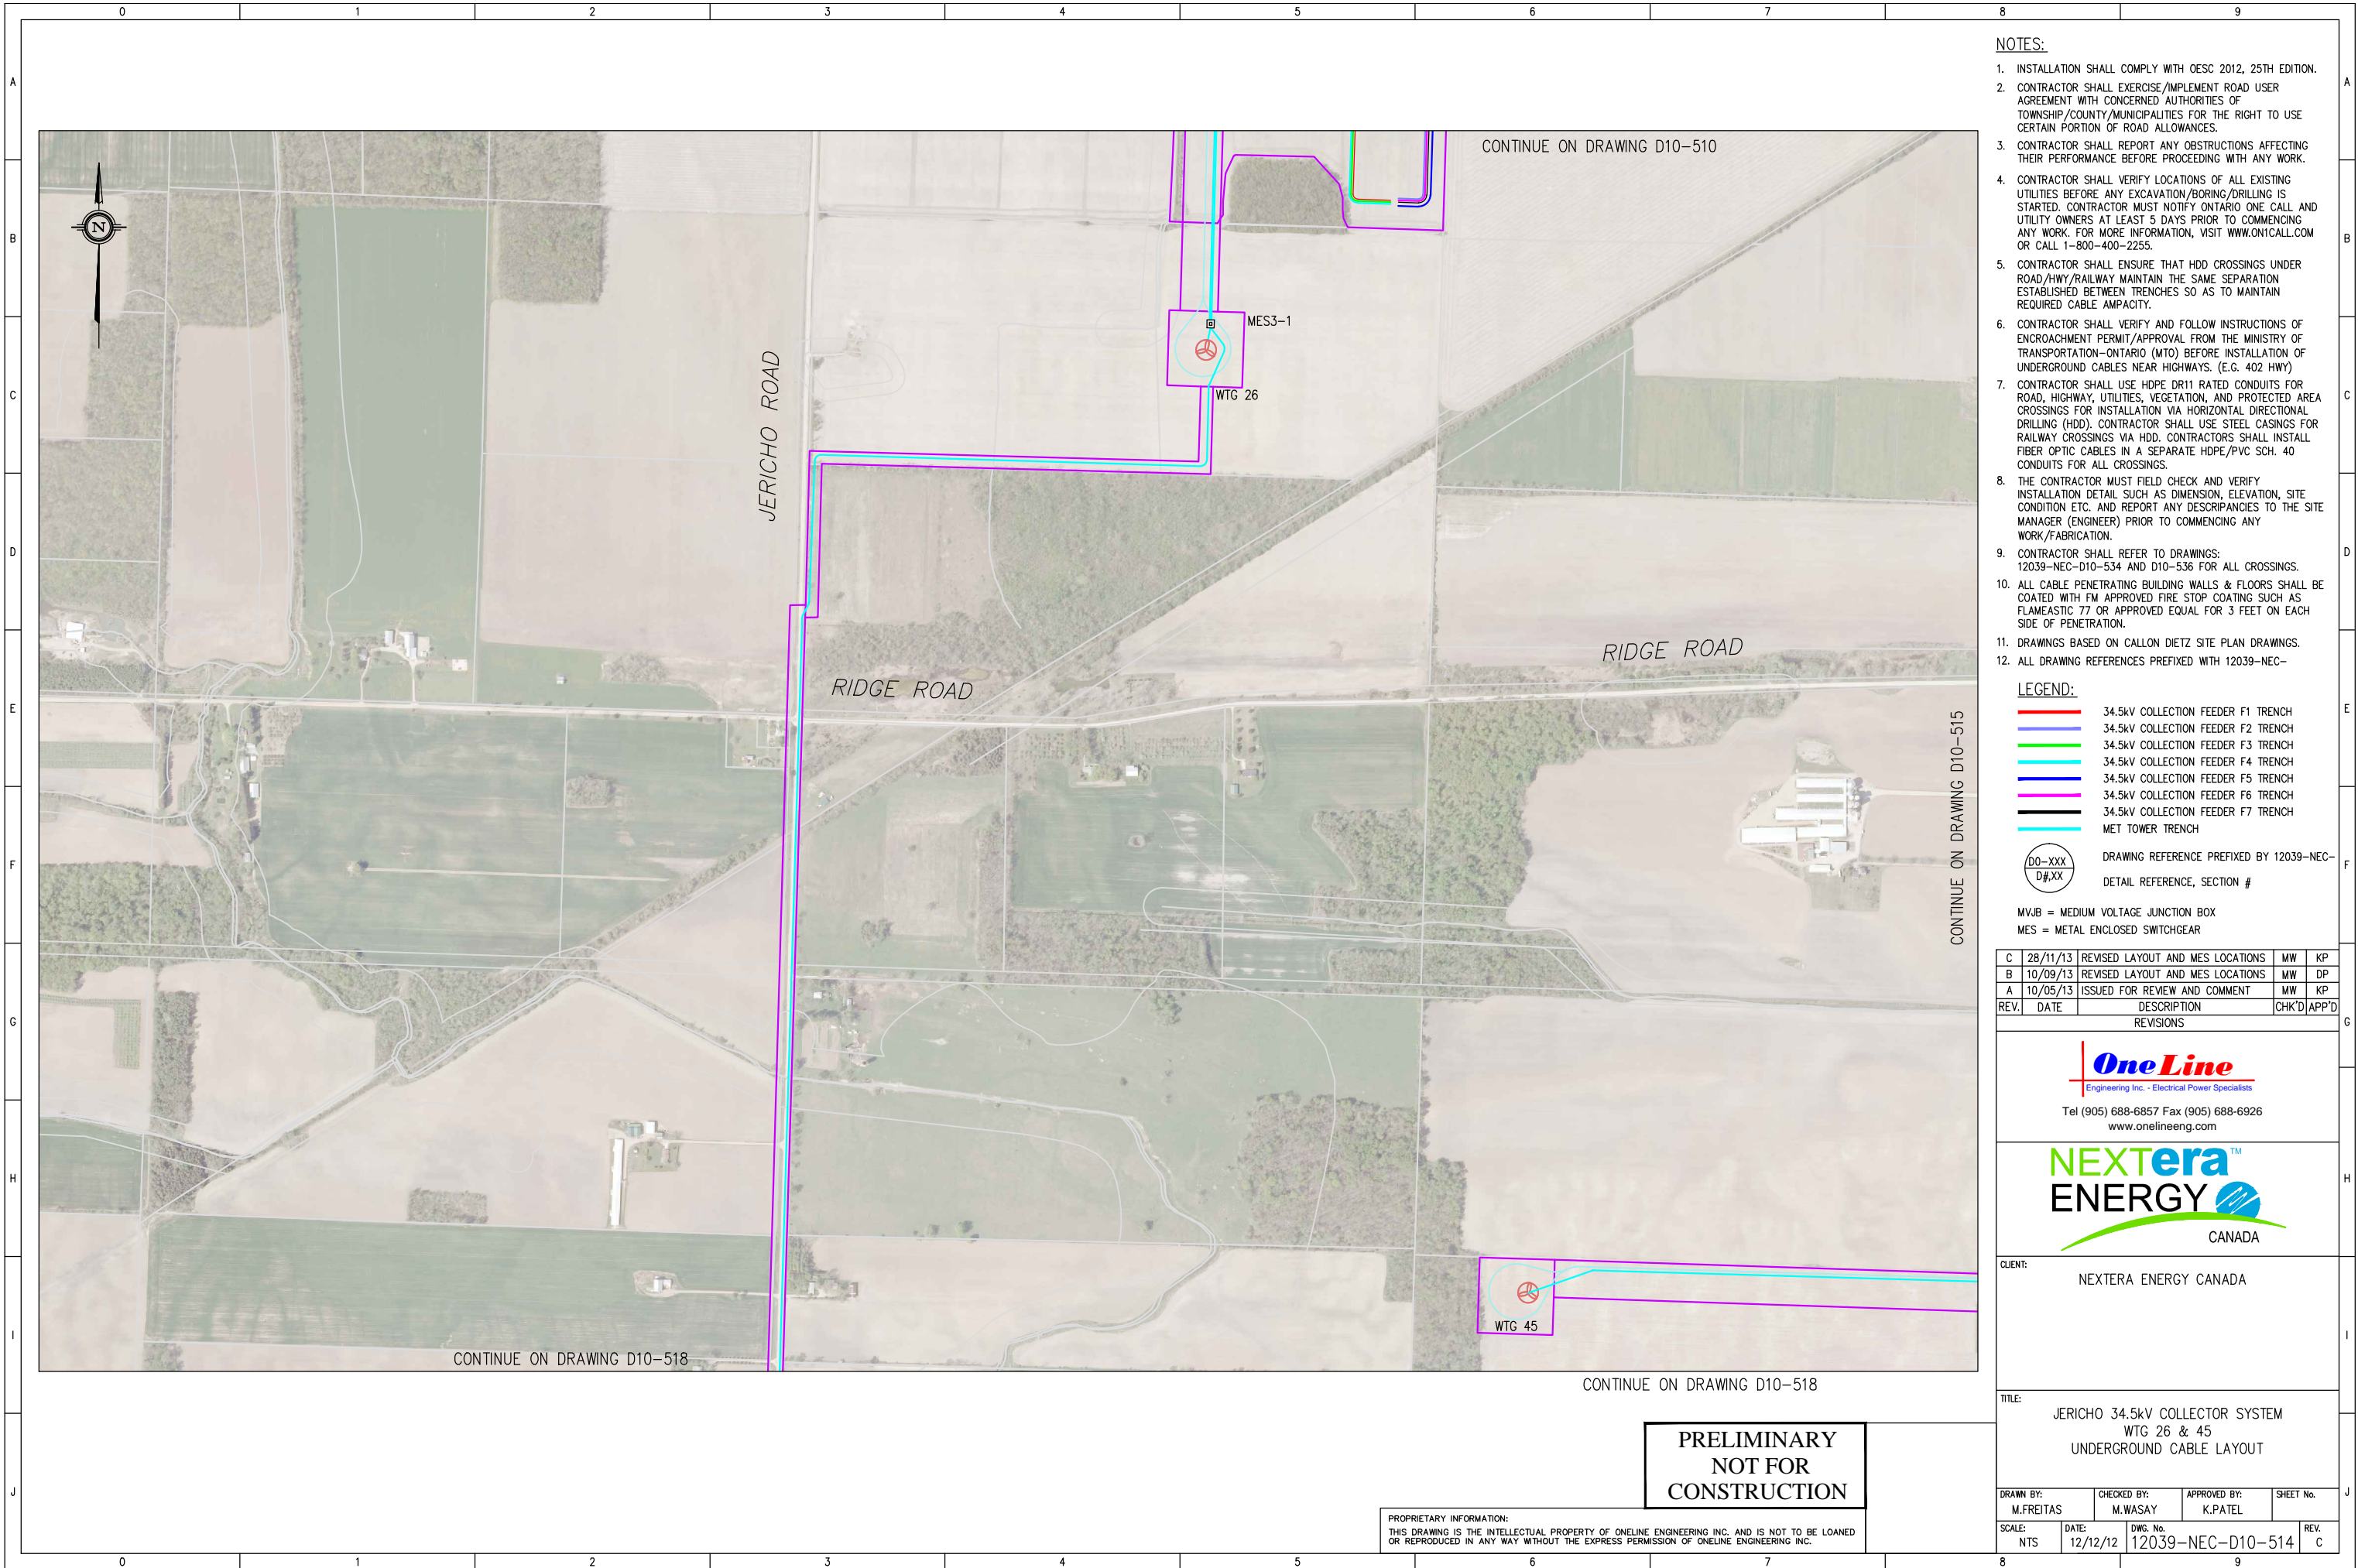 0 1 2 3 4 5 6 7 8 9
A
B
C
D
E
F
G
H
I
J
N
CONTINUE ON DRAWING D10-510
MES3-1
WTG 26
JERICHO ROAD
RIDGE ROAD
RIDGE ROAD
CONTINUE ON DRAWING D10-515
WTG 45
CONTINUE ON DRAWING D10-518
CONTINUE ON DRAWING D10-518
PRELIMINARY
NOT FOR
CONSTRUCTION
PROPRIETARY INFORMATION:
THIS DRAWING IS THE INTELLECTUAL PROPERTY OF ONELINE ENGINEERING INC. AND IS NOT TO BE LOANED
OR REPRODUCED IN ANY WAY WITHOUT THE EXPRESS PERMISSION OF ONELINE ENGINEERING INC.
NOTES:
1. INSTALLATION SHALL COMPLY WITH OESC 2012, 25TH EDITION.
2. CONTRACTOR SHALL EXERCISE/IMPLEMENT ROAD USER
AGREEMENT WITH CONCERNED AUTHORITIES OF
TOWNSHIP/COUNTY/MUNICIPALITIES FOR THE RIGHT TO USE
CERTAIN PORTION OF ROAD ALLOWANCES.
3. CONTRACTOR SHALL REPORT ANY OBSTRUCTIONS AFFECTING
THEIR PERFORMANCE BEFORE PROCEEDING WITH ANY WORK.
4. CONTRACTOR SHALL VERIFY LOCATIONS OF ALL EXISTING
UTILITIES BEFORE ANY EXCAVATION/BORING/DRILLING IS
STARTED. CONTRACTOR MUST NOTIFY ONTARIO ONE CALL AND
UTILITY OWNERS AT LEAST 5 DAYS PRIOR TO COMMENCING
ANY WORK. FOR MORE INFORMATION, VISIT WWW.ON1CALL.COM
OR CALL 1-800-400-2255.
5. CONTRACTOR SHALL ENSURE THAT HDD CROSSINGS UNDER
ROAD/HWY/RAILWAY MAINTAIN THE SAME SEPARATION
ESTABLISHED BETWEEN TRENCHES SO AS TO MAINTAIN
REQUIRED CABLE AMPACITY.
6. CONTRACTOR SHALL VERIFY AND FOLLOW INSTRUCTIONS OF
ENCROACHMENT PERMIT/APPROVAL FROM THE MINISTRY OF
TRANSPORTATION-ONTARIO (MTO) BEFORE INSTALLATION OF
UNDERGROUND CABLES NEAR HIGHWAYS. (E.G. 402 HWY)
7. CONTRACTOR SHALL USE HDPE DR11 RATED CONDUITS FOR
ROAD, HIGHWAY, UTILITIES, VEGETATION, AND PROTECTED AREA
CROSSINGS FOR INSTALLATION VIA HORIZONTAL DIRECTIONAL
DRILLING (HDD). CONTRACTOR SHALL USE STEEL CASINGS FOR
RAILWAY CROSSINGS VIA HDD. CONTRACTORS SHALL INSTALL
FIBER OPTIC CABLES IN A SEPARATE HDPE/PVC SCH. 40
CONDUITS FOR ALL CROSSINGS.
8. THE CONTRACTOR MUST FIELD CHECK AND VERIFY
INSTALLATION DETAIL SUCH AS DIMENSION, ELEVATION, SITE
CONDITION ETC. AND REPORT ANY DESCRIPANCIES TO THE SITE
MANAGER (ENGINEER) PRIOR TO COMMENCING ANY
WORK/FABRICATION.
9. CONTRACTOR SHALL REFER TO DRAWINGS:
12039-NEC-D10-534 AND D10-536 FOR ALL CROSSINGS.
10. ALL CABLE PENETRATING BUILDING WALLS & FLOORS SHALL BE
COATED WITH FM APPROVED FIRE STOP COATING SUCH AS
FLAMEASTIC 77 OR APPROVED EQUAL FOR 3 FEET ON EACH
SIDE OF PENETRATION.
11. DRAWINGS BASED ON CALLON DIETZ SITE PLAN DRAWINGS.
12. ALL DRAWING REFERENCES PREFIXED WITH 12039-NEC-
LEGEND:
34.5kV COLLECTION FEEDER F1 TRENCH
34.5kV COLLECTION FEEDER F2 TRENCH
34.5kV COLLECTION FEEDER F3 TRENCH
34.5kV COLLECTION FEEDER F4 TRENCH
34.5kV COLLECTION FEEDER F5 TRENCH
34.5kV COLLECTION FEEDER F6 TRENCH
34.5kV COLLECTION FEEDER F7 TRENCH
MET TOWER TRENCH
D0-XXX DRAWING REFERENCE PREFIXED BY 12039-NEC-
D#,XX DETAIL REFERENCE, SECTION #
MVJB = MEDIUM VOLTAGE JUNCTION BOX
MES = METAL ENCLOSED SWITCHGEAR
C 28/11/13 REVISED LAYOUT AND MES LOCATIONS MW KP
B 10/09/13 REVISED LAYOUT AND MES LOCATIONS MW DP
A 10/05/13 ISSUED FOR REVIEW AND COMMENT MW KP
REV. DATE DESCRIPTION CHK'D APP'D
REVISIONS
One Line
Engineering Inc. - Electrical Power Specialists
Tel (905) 688-6857 Fax (905) 688-6926
www.onelineeng.com
NEXTera™
ENERGY
CANADA
CLIENT:
NEXTERA ENERGY CANADA
TITLE:
JERICHO 34.5kV COLLECTOR SYSTEM
WTG 26 & 45
UNDERGROUND CABLE LAYOUT
DRAWN BY: CHECKED BY: APPROVED BY: SHEET No.
M.FREITAS M.WASAY K.PATEL
SCALE: DATE: DWG. No. REV.
NTS 12/12/12 12039-NEC-D10-514 C
A
B
C
D
E
F
G
H
I
J
0 1 2 3 4 5 6 7 8 9